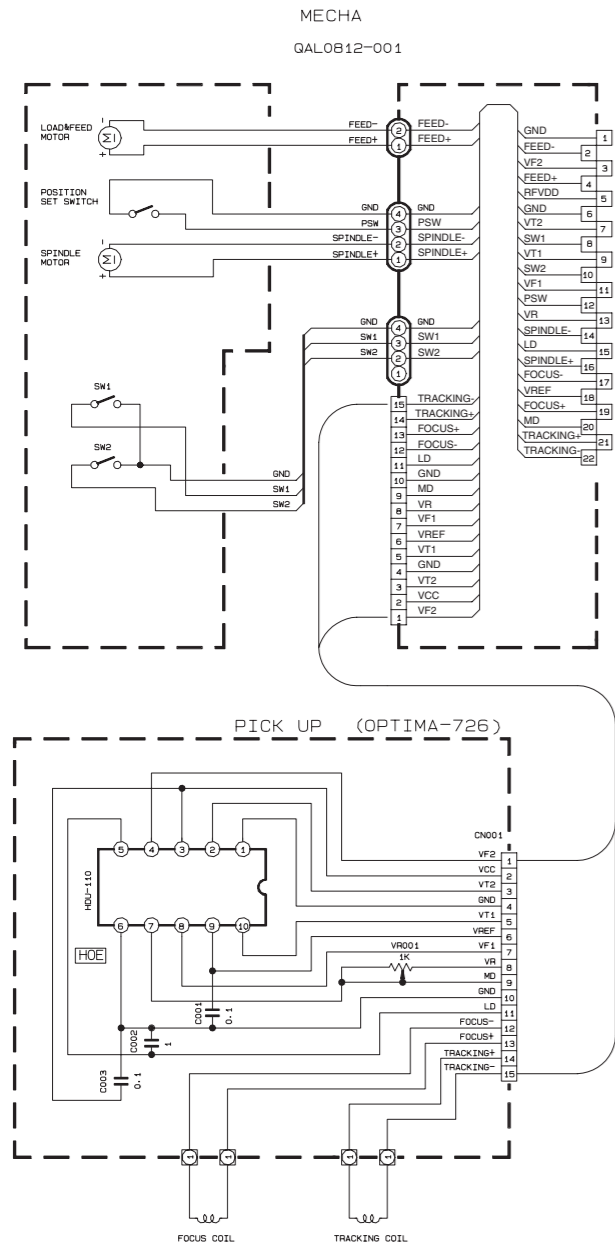 MECHA
QAL0812-001
LOAD&FEED
MOTOR
FEED-
FEED+
2
1
FEED-
FEED+
POSITION
SET SWITCH
GND
PSW
SPINDLE-
SPINDLE+
4
3
2
1
GND
PSW
SPINDLE-
SPINDLE+
SPINDLE
MOTOR
GND
SW1
SW2
4
3
2
1
GND
SW1
SW2
SW1
SW2
GND
SW1
SW2
15 TRACKING-
14 TRACKING+
13 FOCUS+
12 FOCUS-
11 LD
10 GND
9 MD
8 VR
7 VF1
6 VREF
5 VT1
4 GND
3 VT2
2 VCC
1 VF2
GND 1
FEED- 2
VF2 3
FEED+ 4
RFVDD 5
GND 6
VT2 7
SW1 8
VT1 9
SW2 10
VF1 11
PSW 12
VR 13
SPINDLE- 14
LD 15
SPINDLE+ 16
FOCUS- 17
VREF 18
FOCUS+ 19
MD 20
TRACKING+ 21
TRACKING- 22
PICK UP (OPTIMA-726)
CN001
5 4 3 2 1
HDU-110
6 7 8 9 10
HOE
VF2 1
VCC 2
VT2 3
GND 4
VT1 5
VREF 6
VF1 7
VR 8
MD 9
GND 10
LD 11
FOCUS- 12
FOCUS+ 13
TRACKING+ 14
TRACKING- 15
VR001
1K
C001
0.1
C002
1
C003
0.1
1 1 1 1
FOCUS COIL
TRACKING COIL